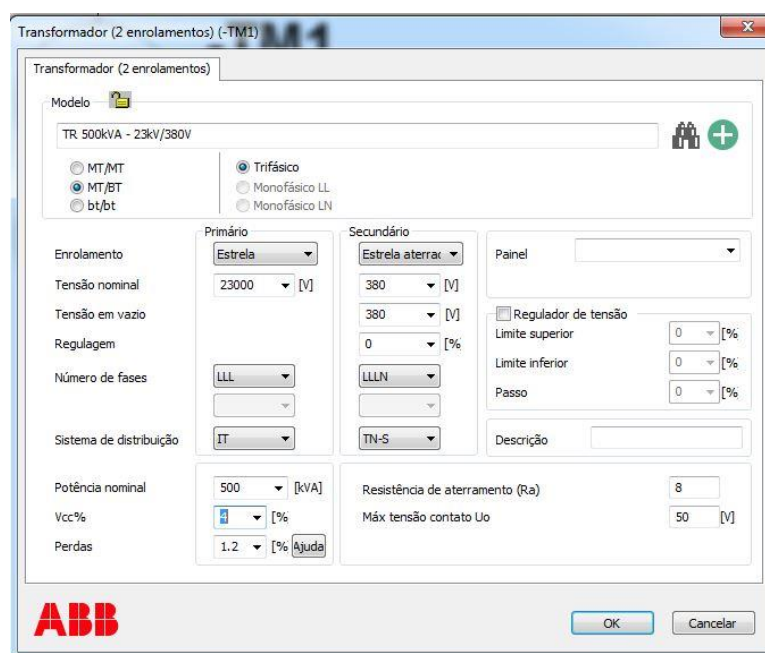 Transformador (2 enrolamentos) (-TM1)
Transformador (2 enrolamentos)
Modelo
TR 500kVA - 23kV/380V
MT/MT
MT/BT
bt/bt
Trifásico
Monofásico LL
Monofásico LN
Primário
Secundário
Enrolamento Estrela Estrela aterrac
Tensão nominal 23000 [V] 380 [V]
Tensão em vazio 380 [V]
Regulagem 0 [%
Número de fases LLL LLLN
Sistema de distribuição IT TN-S
Painel
Regulador de tensão
Limite superior 0 [%
Limite inferior 0 [%
Passo 0 [%
Descrição
Potência nominal 500 [kVA]
Vcc% 4 [%
Perdas 1.2 [% Ajuda
Resistência de aterramento (Ra) 8
Máx tensão contato Uo 50 [V]
ABB
OK
Cancelar